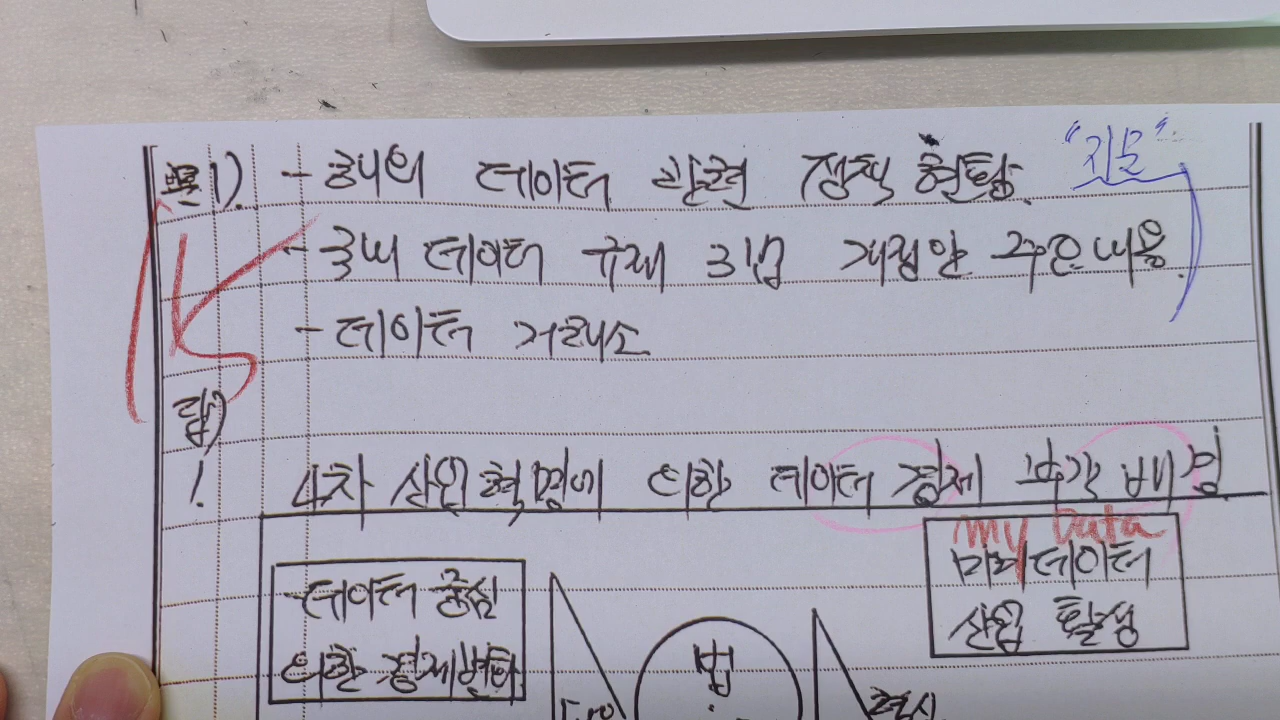 문1). - 국내외 데이터 관련 정책 현황. "지문"
- 국내 데이터 규제 3법 개정안 주요내용.
- 데이터 거래소
답)
1. 4차 산업혁명에 의한 데이터 경제 부각 배경
my Data
데이터 중심
의한 경제변화
마이데이터
산업 활성
법